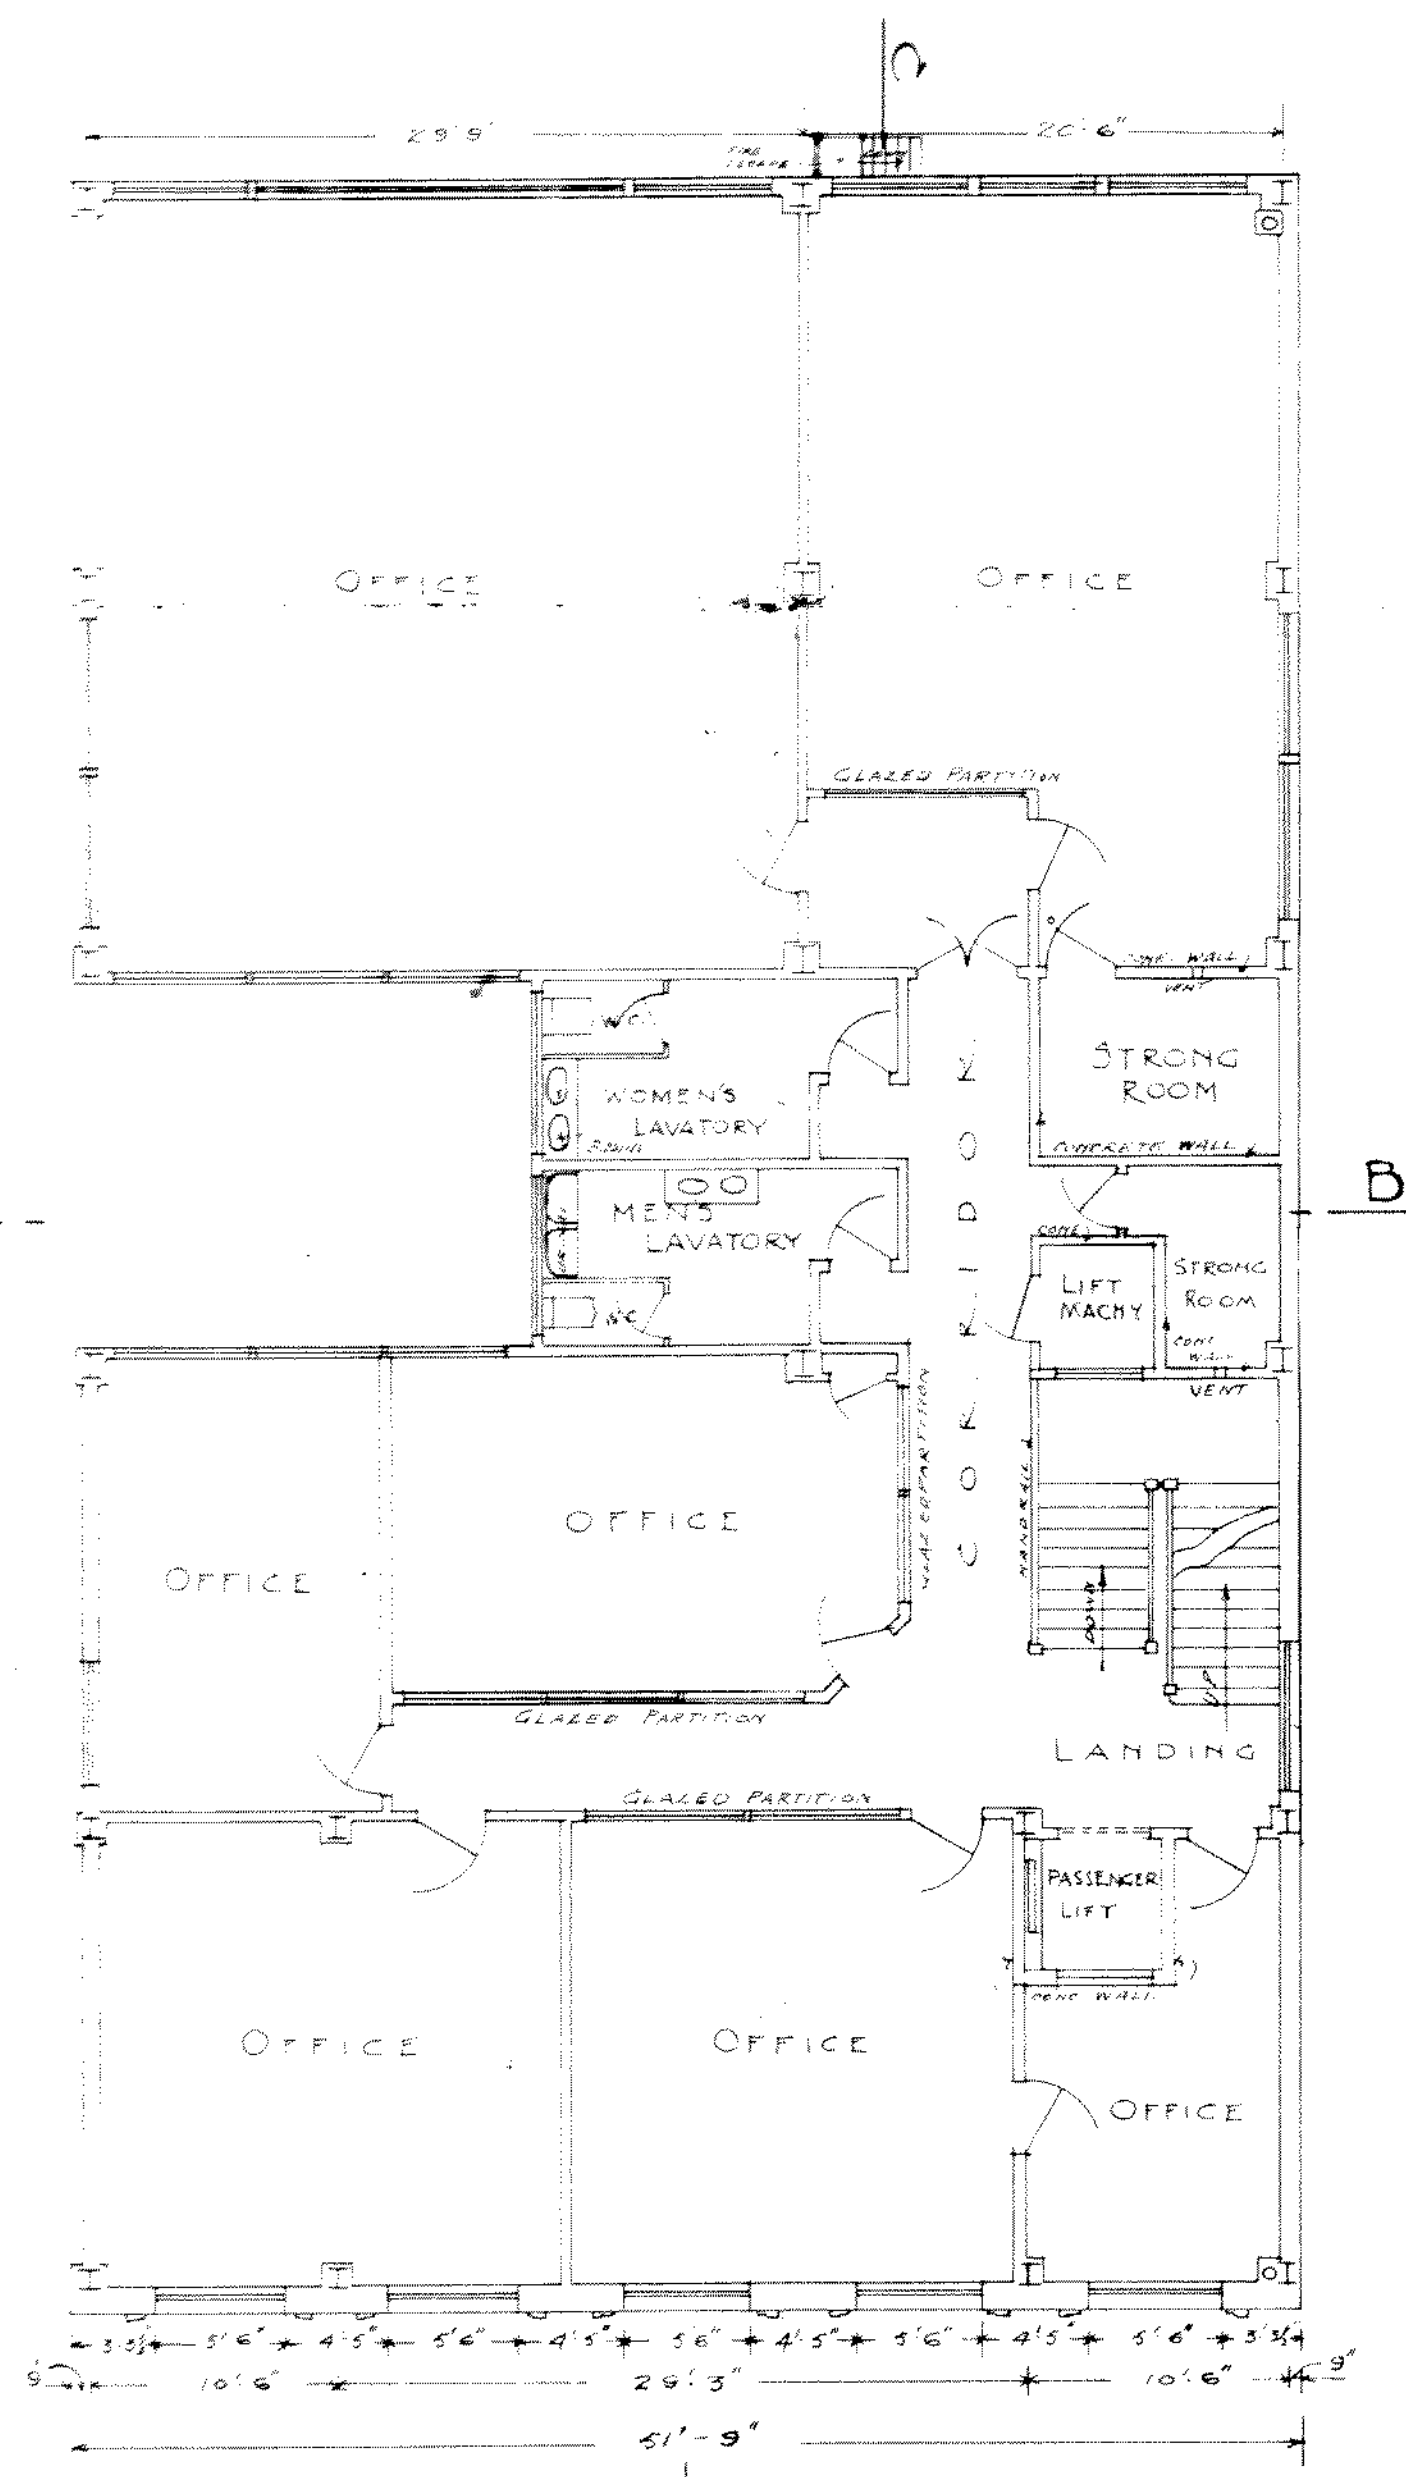 C
29'9"
20'-6"
FIRE
ESCAPE
OFFICE
OFFICE
GLAZED PARTITION
CONC. WALL
VENT
W.C.
STRONG
ROOM
WOMEN'S
LAVATORY
BASINS
CONCRETE WALL
B
MEN'S
LAVATORY
CONC
LIFT
MACHY
STRONG
ROOM
W.C
CONC
WALL
VENT
CORRIDOR
GLAZED PARTITION
HANDRAIL
OFFICE
OFFICE
DOWN
UP
GLAZED PARTITION
LANDING
GLAZED PARTITION
PASSENGER
LIFT
CONC WALL.
OFFICE
OFFICE
OFFICE
3'3½" 5'6" 4'5" 5'6" 4'5" 5'6" 4'5" 5'6" 4'5" 5'6" 3'3½"
9" 10'.6" 29'.3" 10'.6" 9"
51'-9"